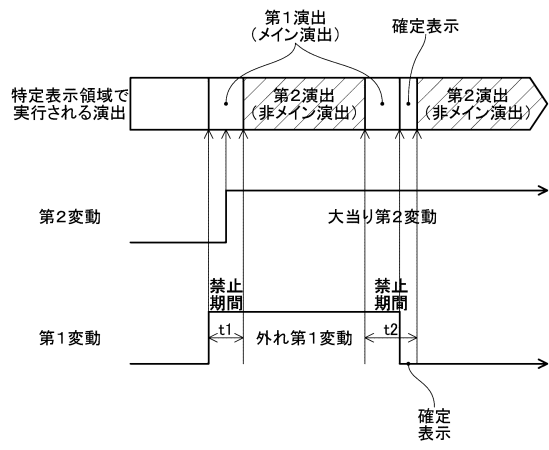 第1演出
(メイン演出)
確定表示
特定表示領域で
実行される演出
第2演出
(非メイン演出)
第2演出
(非メイン演出)
第2変動
大当り第2変動
禁止
期間
禁止
期間
第1変動
t1
外れ第1変動
t2
確定
表示